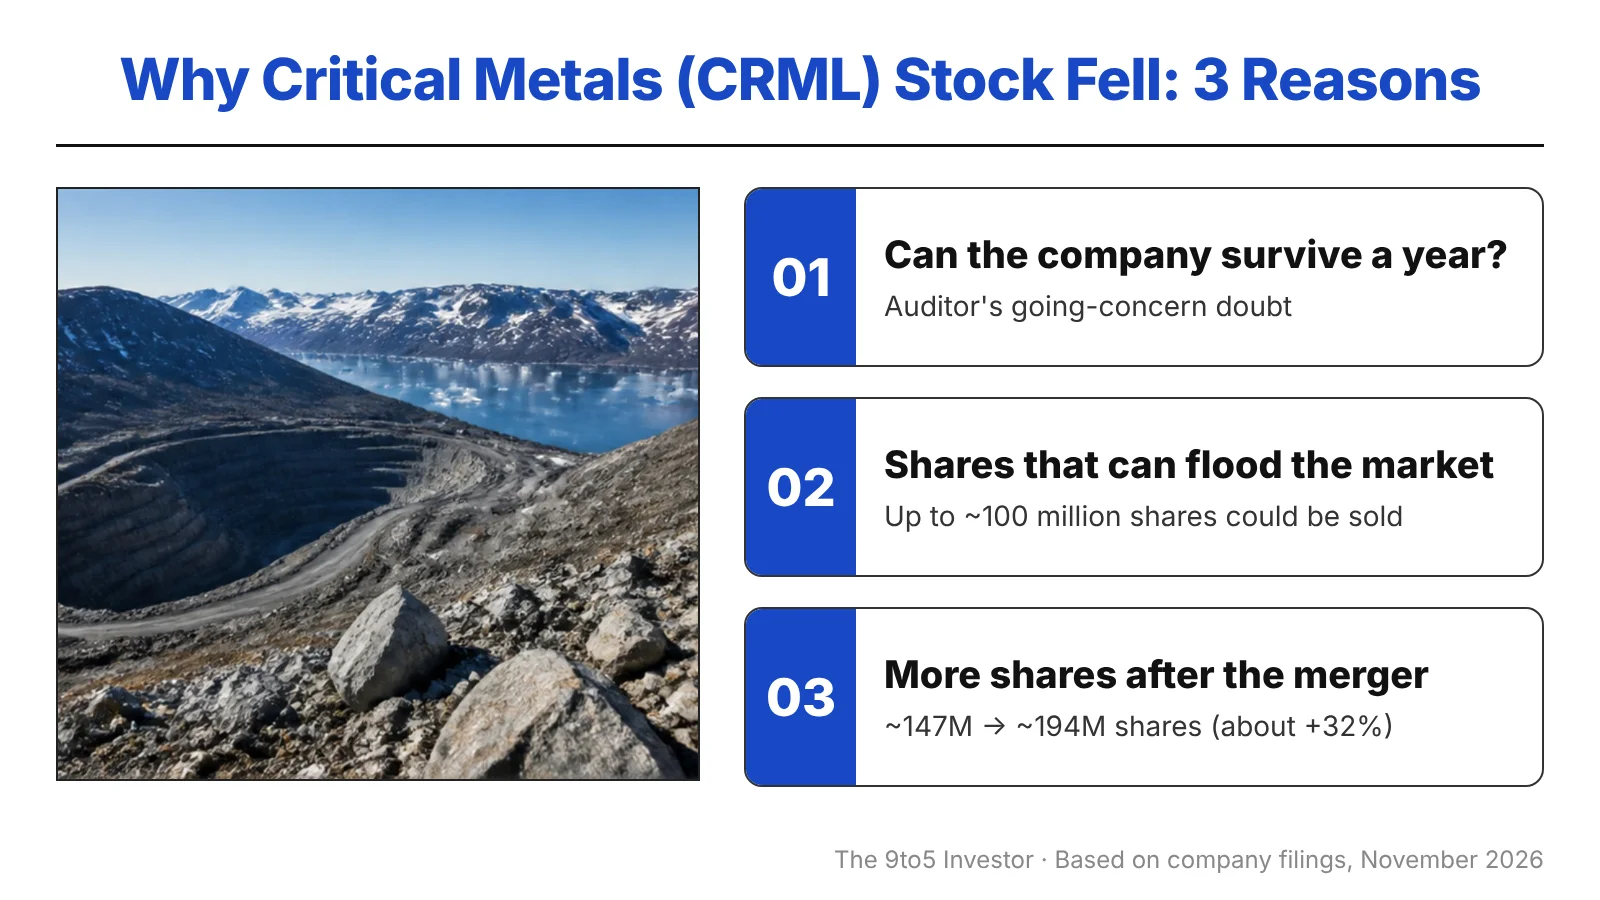 Why Critical Metals (CRML) Stock Fell: 3 Reasons
01
Can the company survive a year?
Auditor's going-concern doubt
02
Shares that can flood the market
Up to ~100 million shares could be sold
03
More shares after the merger
~147M → ~194M shares (about +32%)
The 9to5 Investor · Based on company filings, November 2026